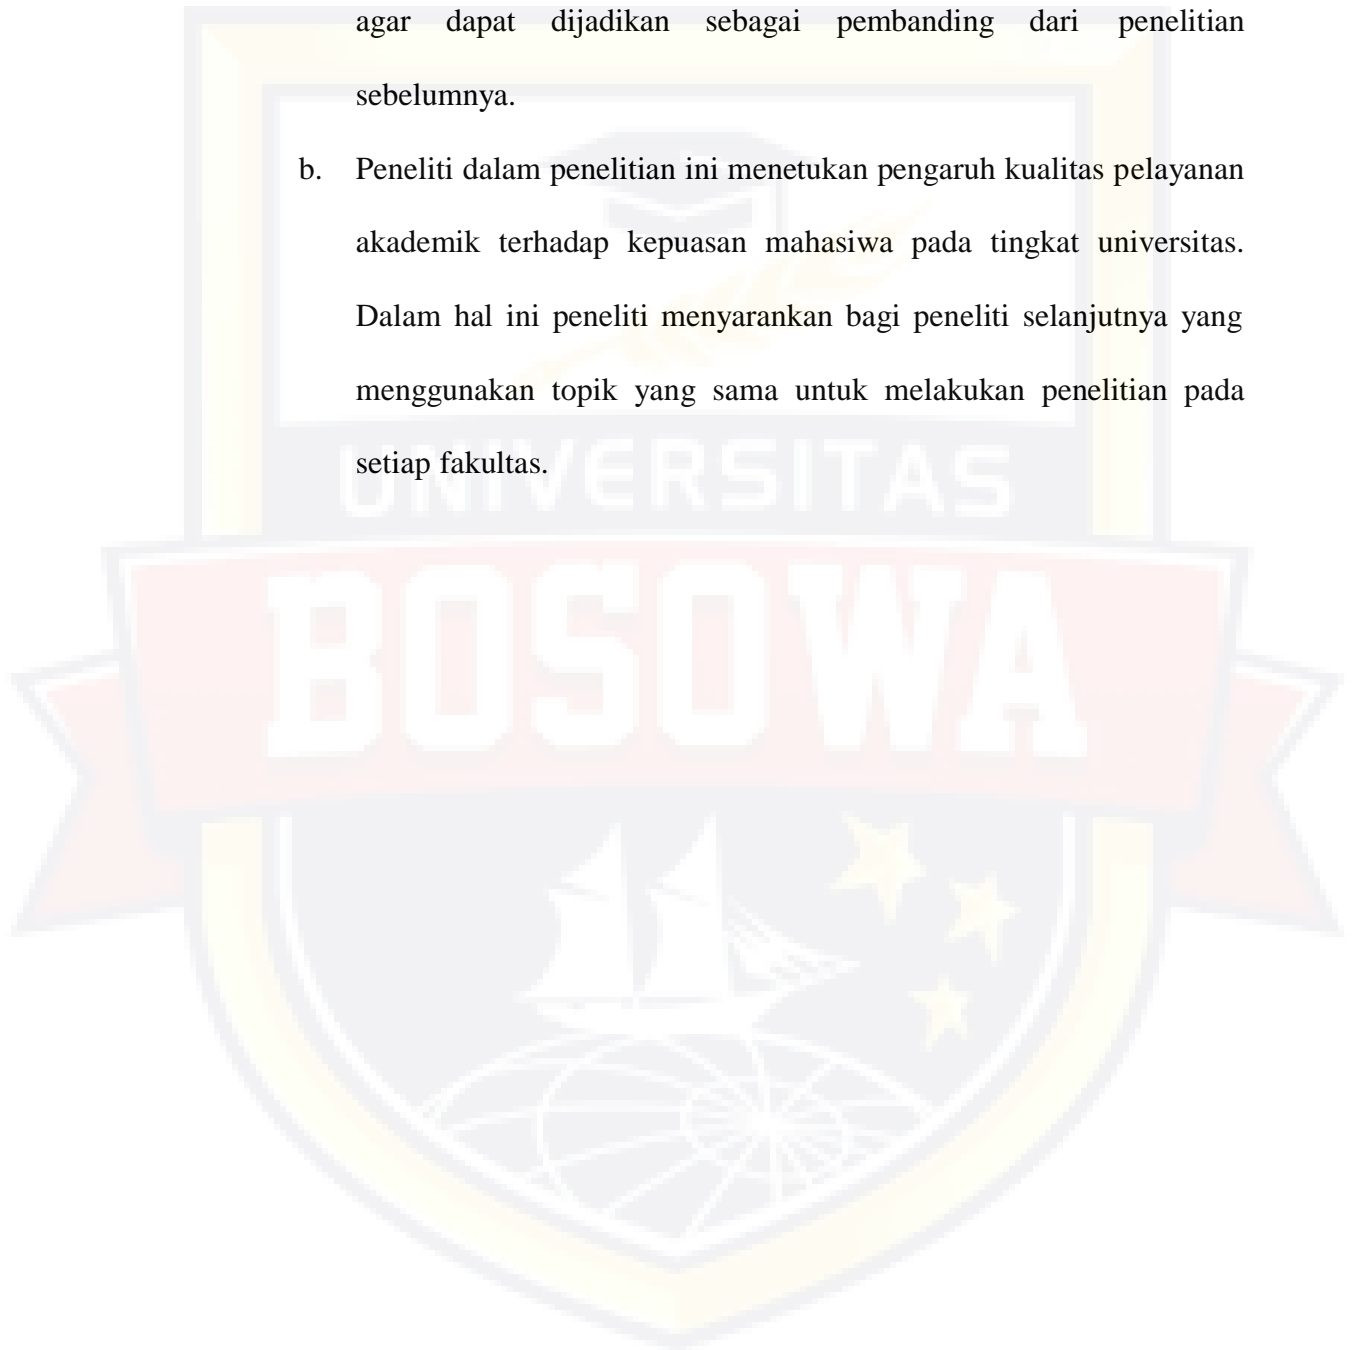 agar dapat dijadikan sebagai pembanding dari penelitian
sebelumnya.
b. Peneliti dalam penelitian ini menetukan pengaruh kualitas pelayanan
akademik terhadap kepuasan mahasiwa pada tingkat universitas.
Dalam hal ini peneliti menyarankan bagi peneliti selanjutnya yang
menggunakan topik yang sama untuk melakukan penelitian pada
setiap fakultas.
UNIVERSITAS
BOSOWA